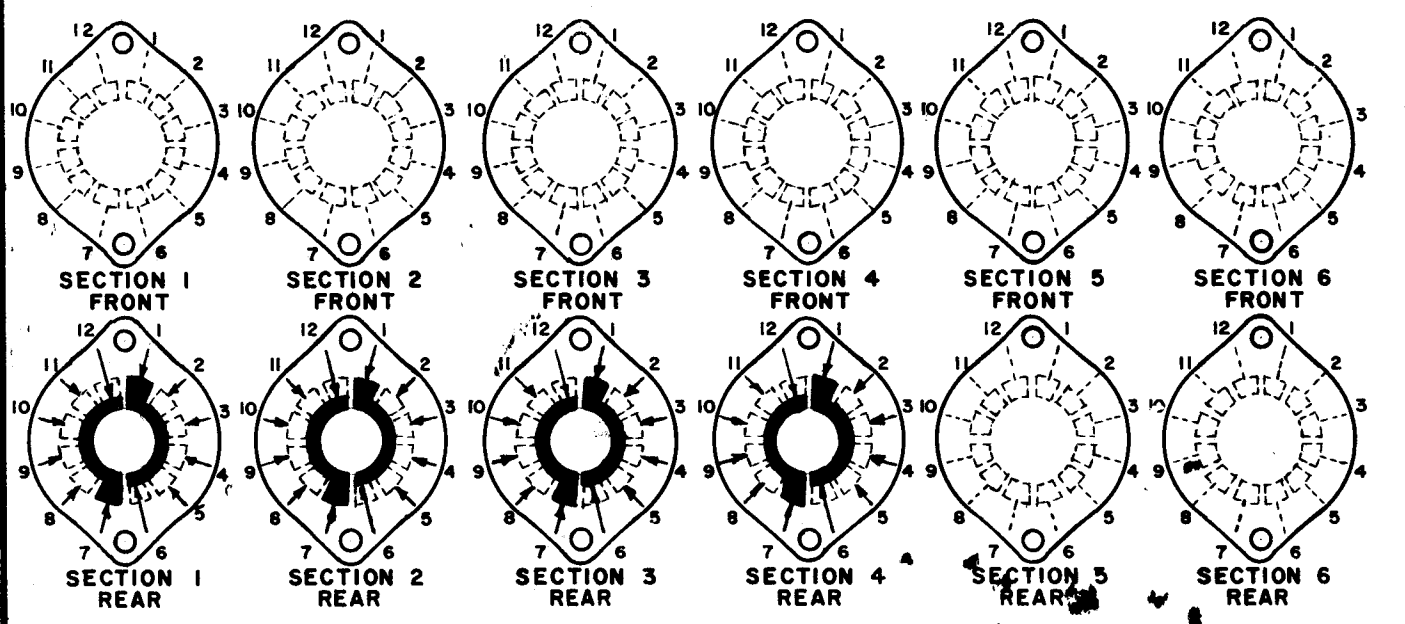 12 1 12 1 12 1 12 1 12 1 12 1
11 2 11 2 11 2 11 2 11 2 11 2
10 3 10 3 10 3 10 3 10 3 10 3
9 4 9 4 9 4 9 4 9 4 9 4
8 5 8 5 8 5 8 5 8 5 8 5
7 6 7 6 7 6 7 6 7 6 7 6
SECTION 1 SECTION 2 SECTION 3 SECTION 4 SECTION 5 SECTION 6
FRONT FRONT FRONT FRONT FRONT FRONT
12 1 12 1 12 1 12 1 12 1 12 1
11 2 11 2 11 2 11 2 11 2 11 2
10 3 10 3 10 3 10 3 10 3 10 3
9 4 9 4 9 4 9 4 9 4 9 4
8 5 8 5 8 5 8 5 8 5 8 5
7 6 7 6 7 6 7 6 7 6 7 6
SECTION 1 SECTION 2 SECTION 3 SECTION 4 SECTION 5 SECTION 6
REAR REAR REAR REAR REAR REAR